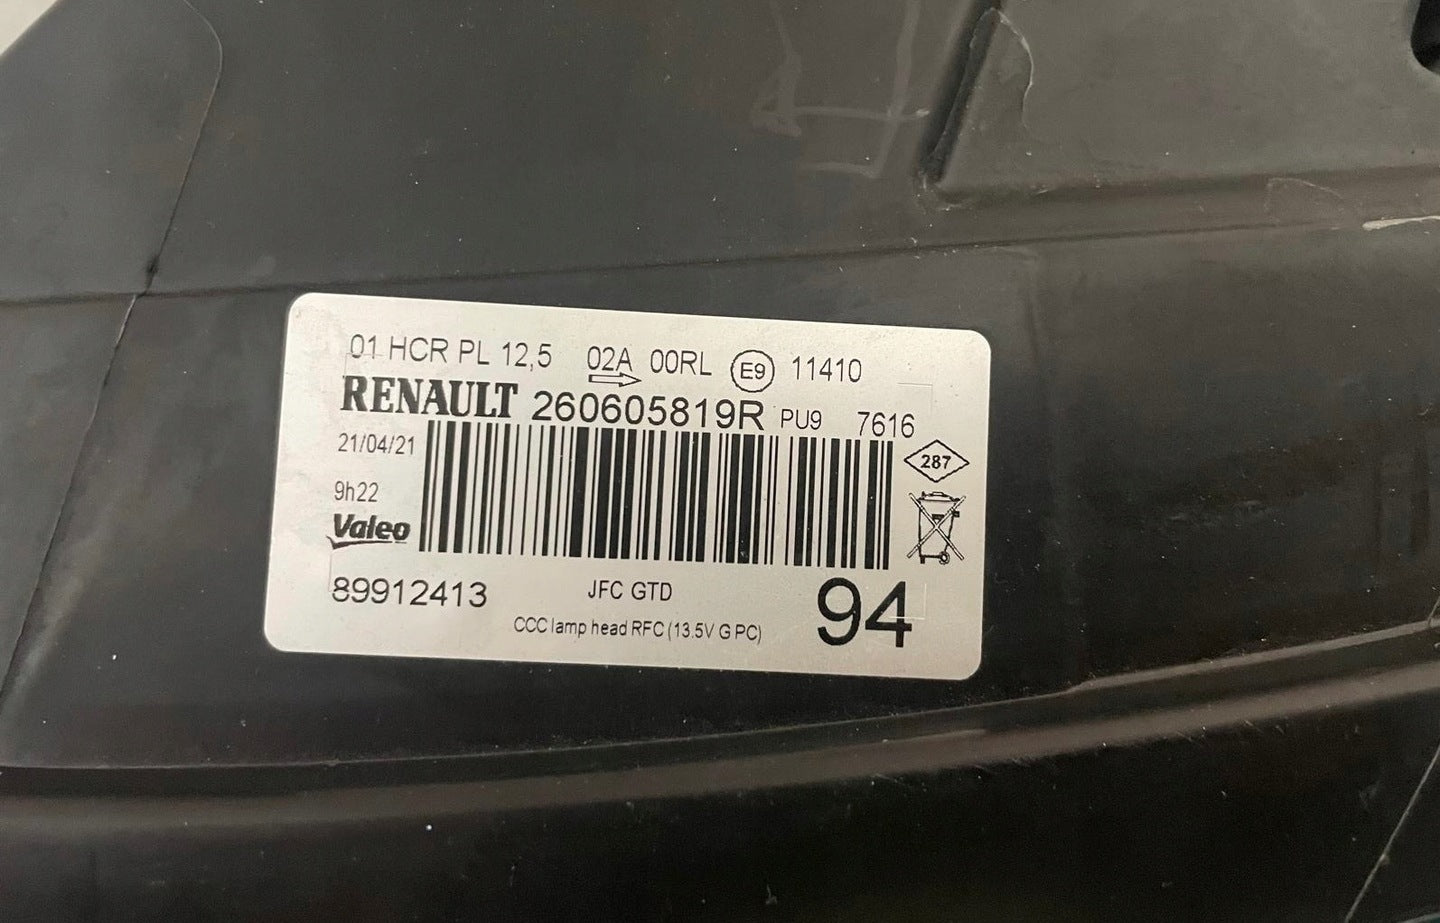 01 HCR PL 12,5 02A 00RL E9 11410
RENAULT 260605819R PU9 7616
21/04/21
287
9h22
Valeo
89912413 JFC GTD 94
CCC lamp head RFC (13.5V G PC)